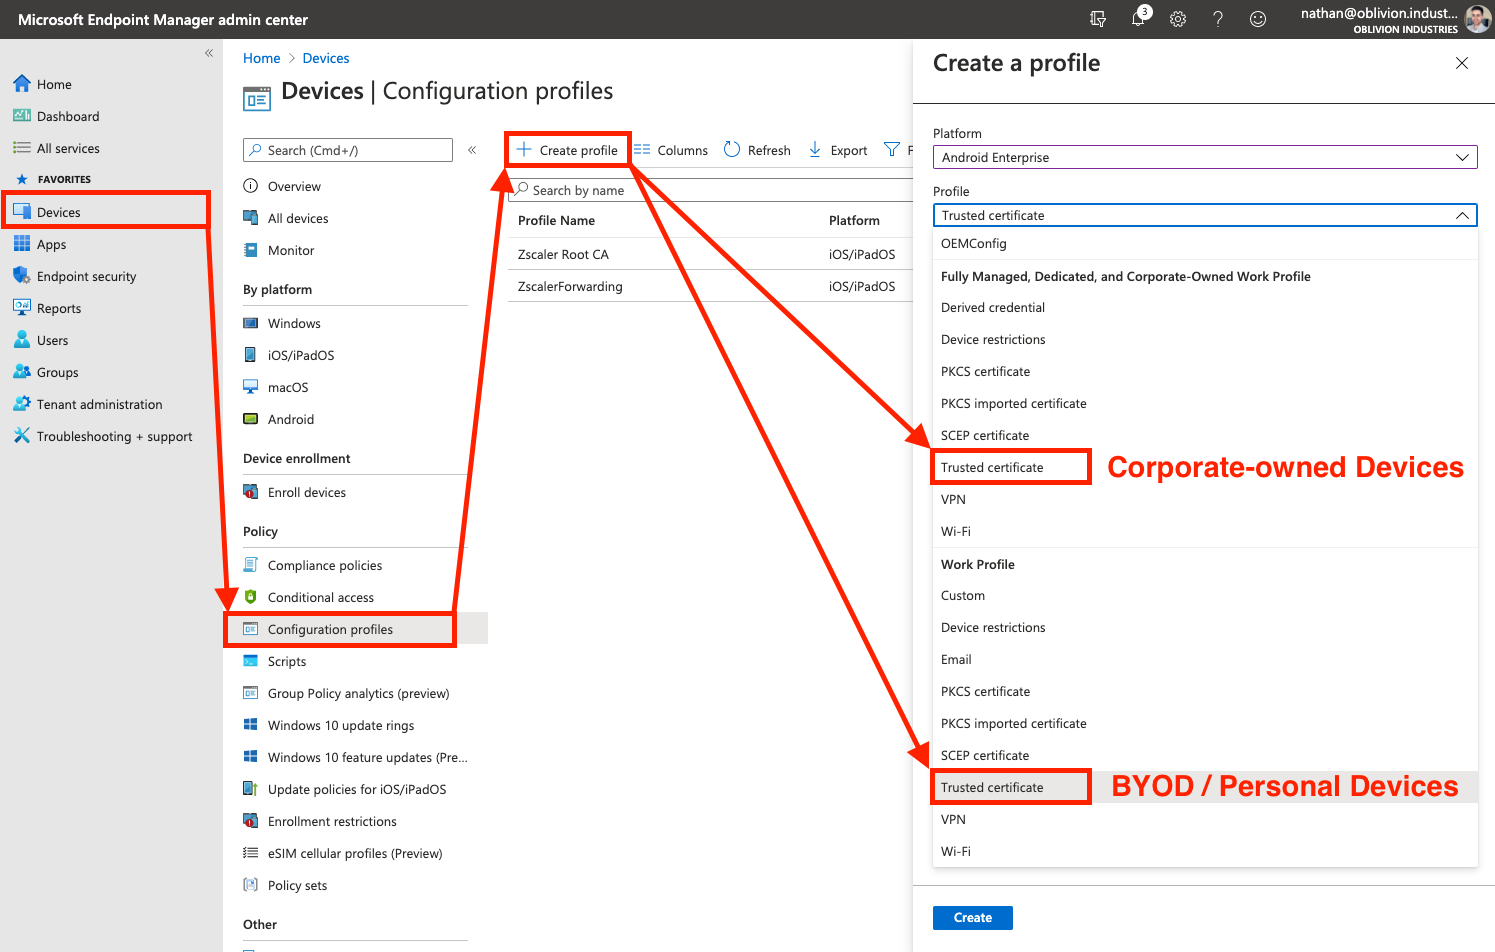 Microsoft Endpoint Manager admin center
3
nathan@oblivion.indust...
OBLIVION INDUSTRIES
Home
Dashboard
All services
FAVORITES
Devices
Apps
Endpoint security
Reports
Users
Groups
Tenant administration
Troubleshooting + support
Home > Devices
Devices | Configuration profiles
Search (Cmd+/)
Overview
All devices
Monitor
By platform
Windows
iOS/iPadOS
macOS
Android
Device enrollment
Enroll devices
Policy
Compliance policies
Conditional access
Configuration profiles
Scripts
Group Policy analytics (preview)
Windows 10 update rings
Windows 10 feature updates (Pre...
Update policies for iOS/iPadOS
Enrollment restrictions
eSIM cellular profiles (Preview)
Policy sets
Other
Create profile Columns Refresh Export F
Search by name
Profile Name Platform
Zscaler Root CA iOS/iPadOS
ZscalerForwarding iOS/iPadOS
Create a profile
Platform
Android Enterprise
Profile
Trusted certificate
OEMConfig
Fully Managed, Dedicated, and Corporate-Owned Work Profile
Derived credential
Device restrictions
PKCS certificate
PKCS imported certificate
SCEP certificate
Trusted certificate Corporate-owned Devices
VPN
Wi-Fi
Work Profile
Custom
Device restrictions
Email
PKCS certificate
PKCS imported certificate
SCEP certificate
Trusted certificate BYOD / Personal Devices
VPN
Wi-Fi
Create